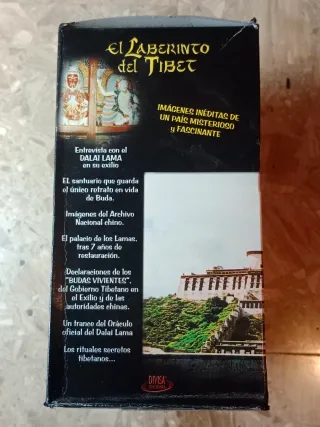 El Laberinto
del Tibet
IMÁGENES INÉDITAS DE
UN PAÍS MISTERIOSO
y FASCINANTE
Entrevista con el
DALAI LAMA
en su exilio
EL santuario que guarda
el único retrato en vida
de Buda.
Imágenes del Archivo
Nacional chino.
El palacio de los Lamas,
tras 7 años de
restauración.
Declaraciones de los
"BUDAS VIVIENTES",
del Gobierno Tibetano en
el Exilio y de las
autoridades chinas.
Un trance del Oráculo
oficial del Dalai Lama
Los rituales secretos
tibetanos...
DIVISA